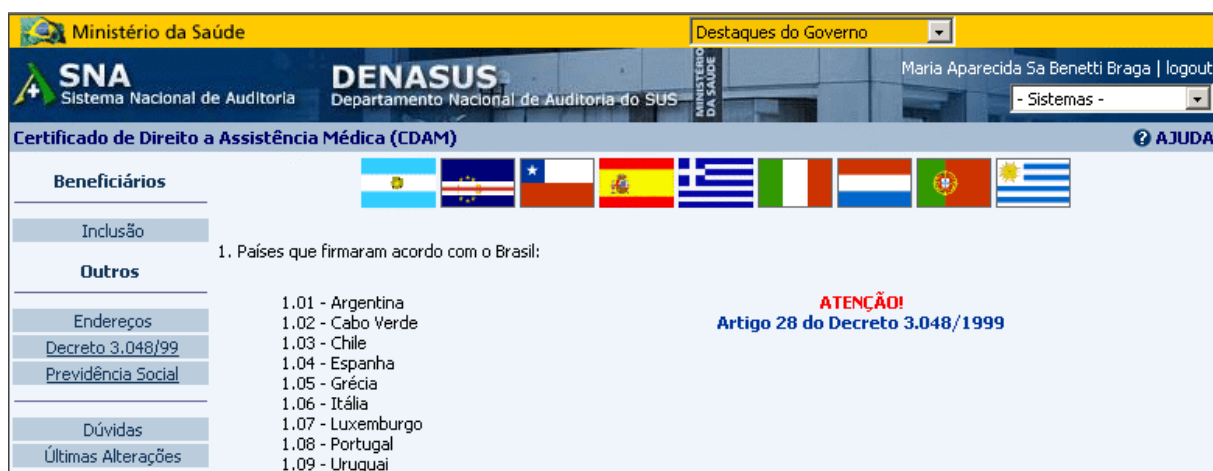 Ministério da Saúde
Destaques do Governo
SNA
Sistema Nacional de Auditoria
DENASUS
Departamento Nacional de Auditoria do SUS
MINISTÉRIO
DA SAÚDE
Maria Aparecida Sa Benetti Braga | logout
- Sistemas -
Certificado de Direito a Assistência Médica (CDAM)
? AJUDA
Beneficiários
Inclusão
Outros
Endereços
Decreto 3.048/99
Previdência Social
Dúvidas
Últimas Alterações
1. Países que firmaram acordo com o Brasil:
1.01 - Argentina
1.02 - Cabo Verde
1.03 - Chile
1.04 - Espanha
1.05 - Grécia
1.06 - Itália
1.07 - Luxemburgo
1.08 - Portugal
1.09 - Uruguai
ATENÇÃO!
Artigo 28 do Decreto 3.048/1999